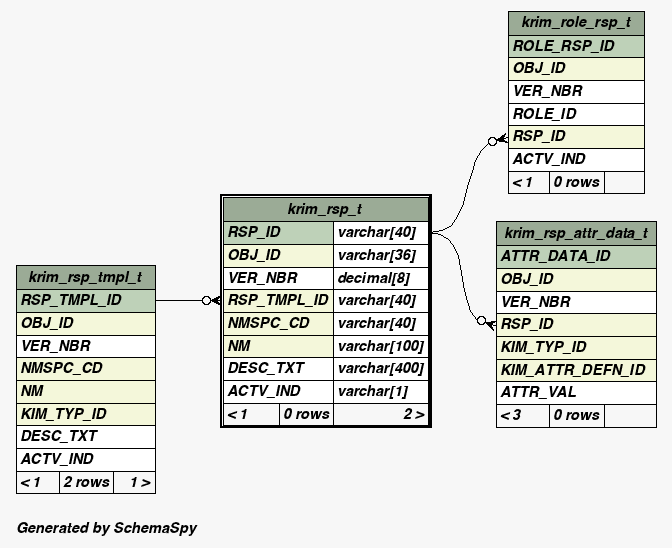 krim_role_rsp_t
ROLE_RSP_ID
OBJ_ID
VER_NBR
ROLE_ID
RSP_ID
ACTV_IND
< 1 0 rows
krim_rsp_t
RSP_ID varchar[40]
OBJ_ID varchar[36]
VER_NBR decimal[8]
RSP_TMPL_ID varchar[40]
NMSPC_CD varchar[40]
NM varchar[100]
DESC_TXT varchar[400]
ACTV_IND varchar[1]
< 1 0 rows 2 >
krim_rsp_attr_data_t
ATTR_DATA_ID
OBJ_ID
VER_NBR
RSP_ID
KIM_TYP_ID
KIM_ATTR_DEFN_ID
ATTR_VAL
< 3 0 rows
krim_rsp_tmpl_t
RSP_TMPL_ID
OBJ_ID
VER_NBR
NMSPC_CD
NM
KIM_TYP_ID
DESC_TXT
ACTV_IND
< 1 2 rows 1 >
Generated by SchemaSpy